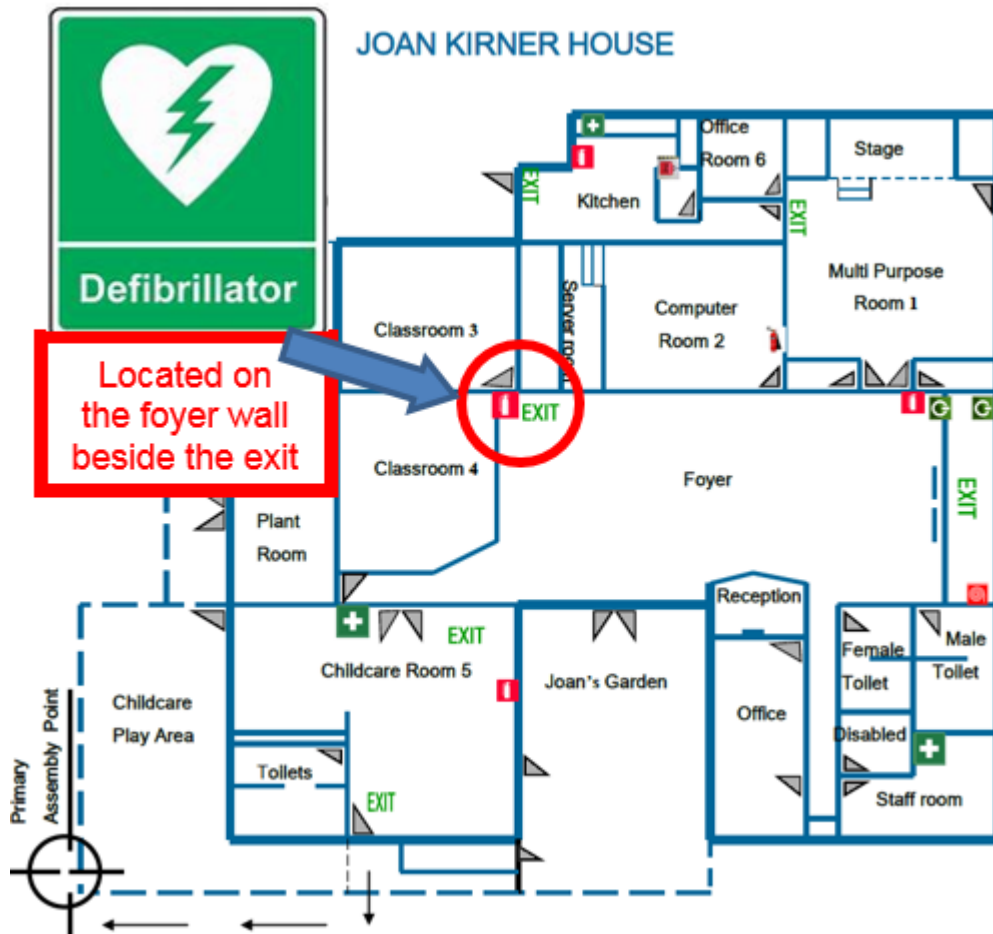 JOAN KIRNER HOUSE
Defibrillator
Located on
the foyer wall
beside the exit
Office
Room 6
Stage
EXIT
Kitchen
EXIT
Multi Purpose
Room 1
Server room
Computer
Room 2
Classroom 3
EXIT
Classroom 4
Foyer
EXIT
Plant
Room
Reception
EXIT
Childcare Room 5
Joan's Garden
Female
Toilet
Male
Toilet
Childcare
Play Area
Office
Disabled
Toilets
EXIT
Staff room
Primary
Assembly Point